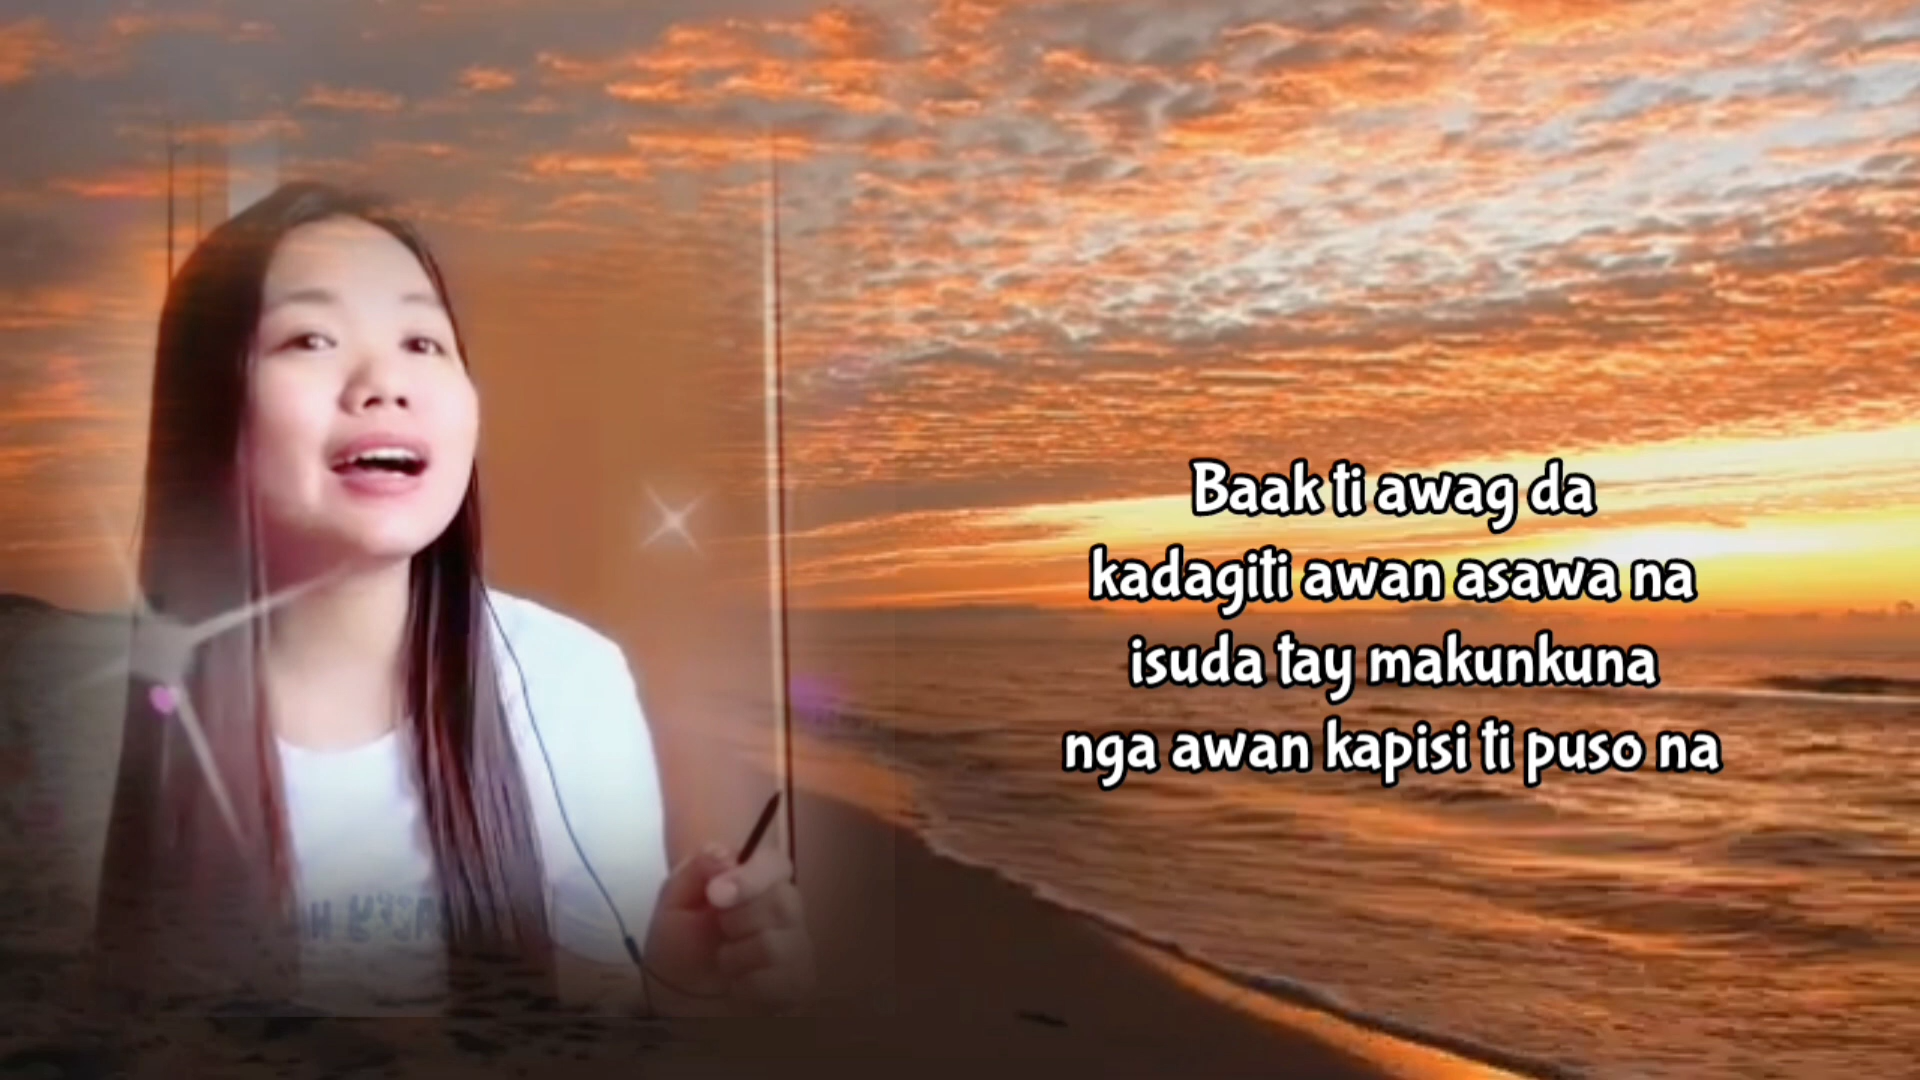 Baak ti awag da
kadagiti awan asawa na
isuda tay makunkuna
nga awan kapisi ti puso na